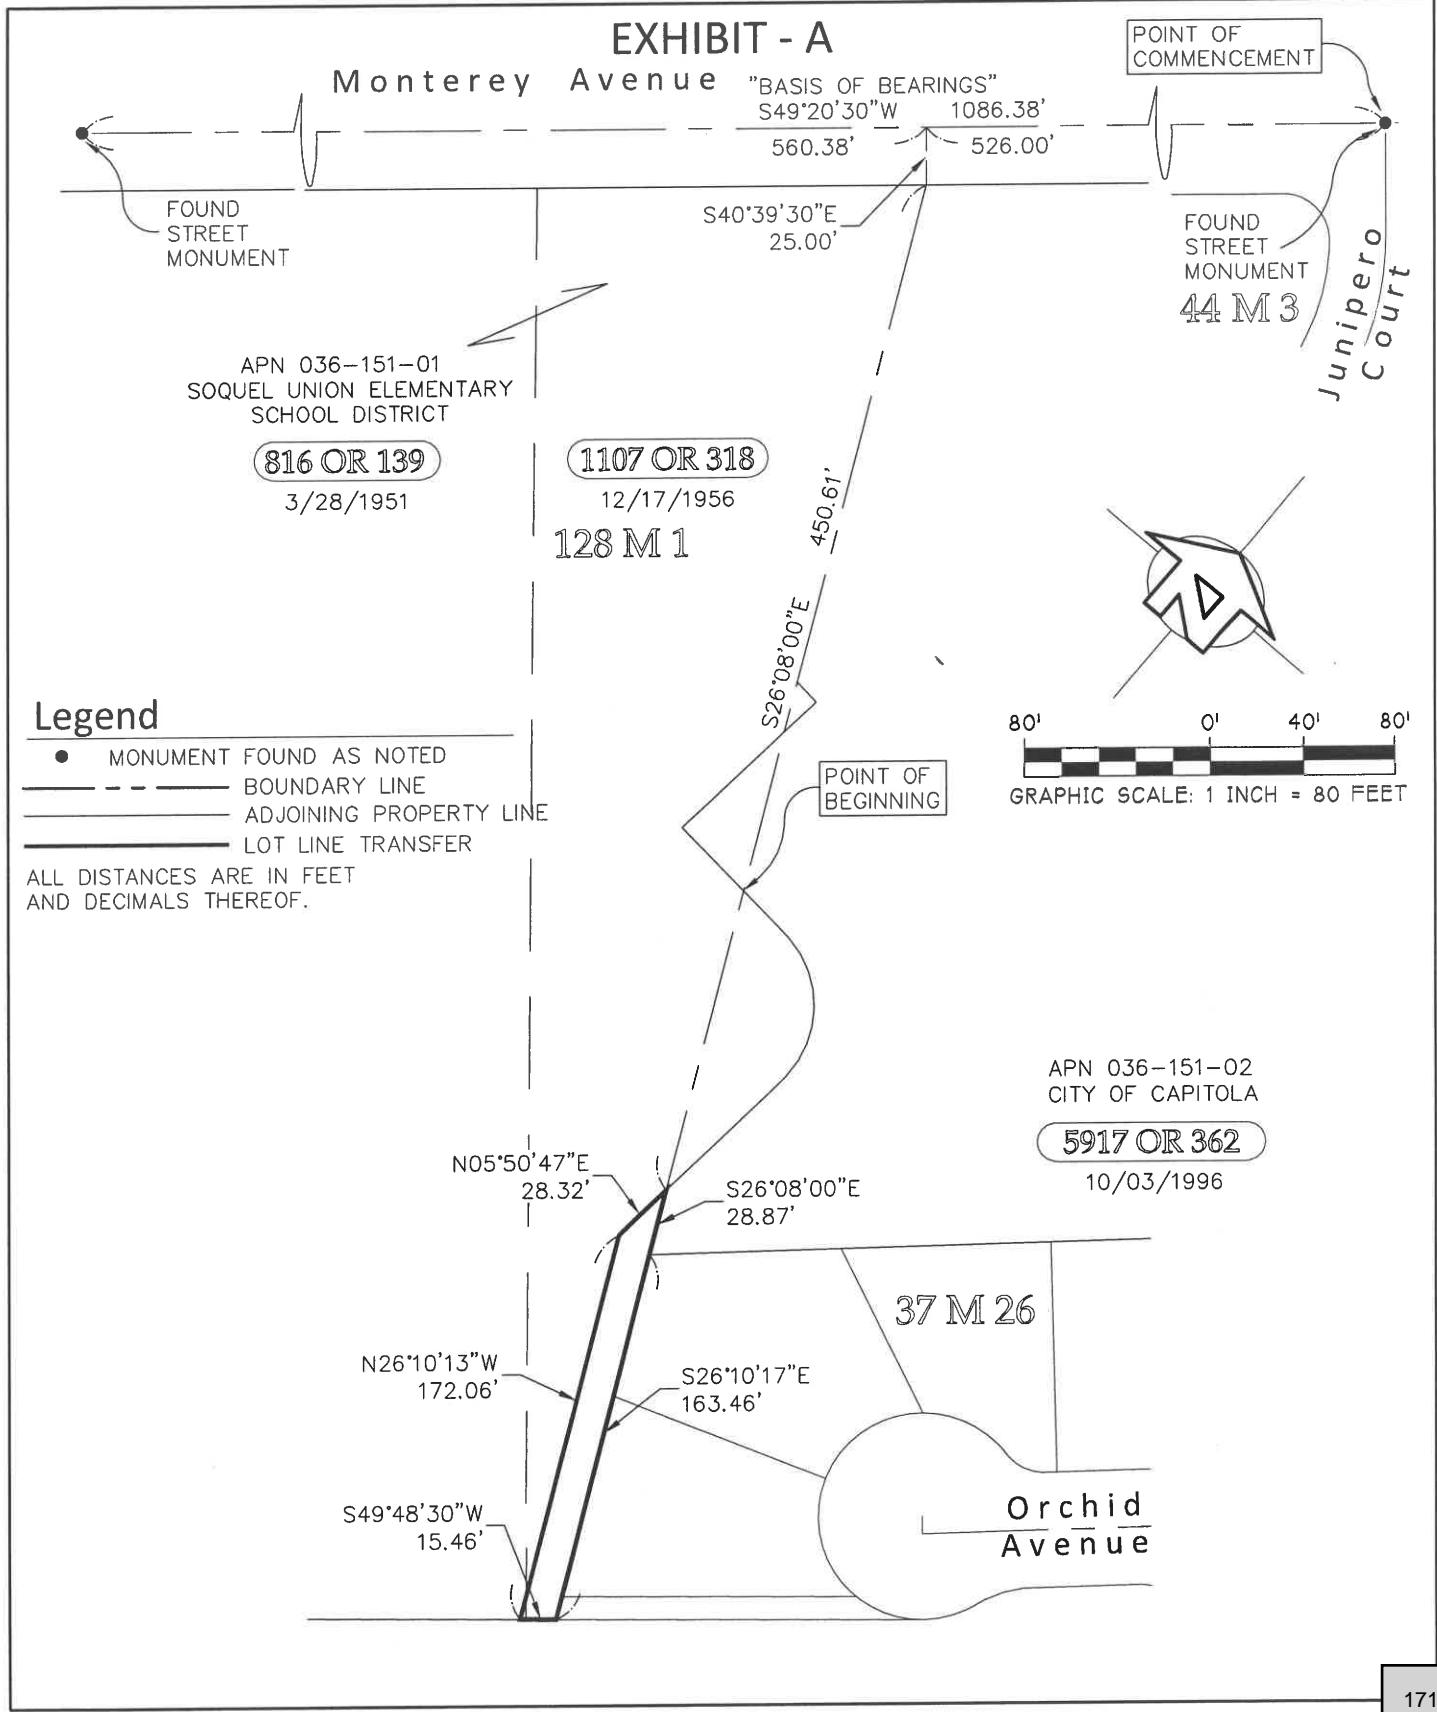 EXHIBIT - A
POINT OF
COMMENCEMENT
Monterey Avenue
"BASIS OF BEARINGS"
S49°20'30"W 1086.38'
560.38' 526.00'
FOUND
STREET
MONUMENT
S40°39'30"E
25.00'
FOUND
STREET
MONUMENT
44 M 3
Junipero
Court
APN 036-151-01
SOQUEL UNION ELEMENTARY
SCHOOL DISTRICT
816 OR 139
3/28/1951
1107 OR 318
12/17/1956
128 M 1
450.61'
S26°08'00"E
Legend
MONUMENT FOUND AS NOTED
BOUNDARY LINE
ADJOINING PROPERTY LINE
LOT LINE TRANSFER
ALL DISTANCES ARE IN FEET
AND DECIMALS THEREOF.
80' 0' 40' 80'
GRAPHIC SCALE: 1 INCH = 80 FEET
POINT OF
BEGINNING
APN 036-151-02
CITY OF CAPITOLA
5917 OR 362
10/03/1996
N05°50'47"E
28.32'
S26°08'00"E
28.87'
37 M 26
N26°10'13"W
172.06'
S26°10'17"E
163.46'
S49°48'30"W
15.46'
Orchid
Avenue
171